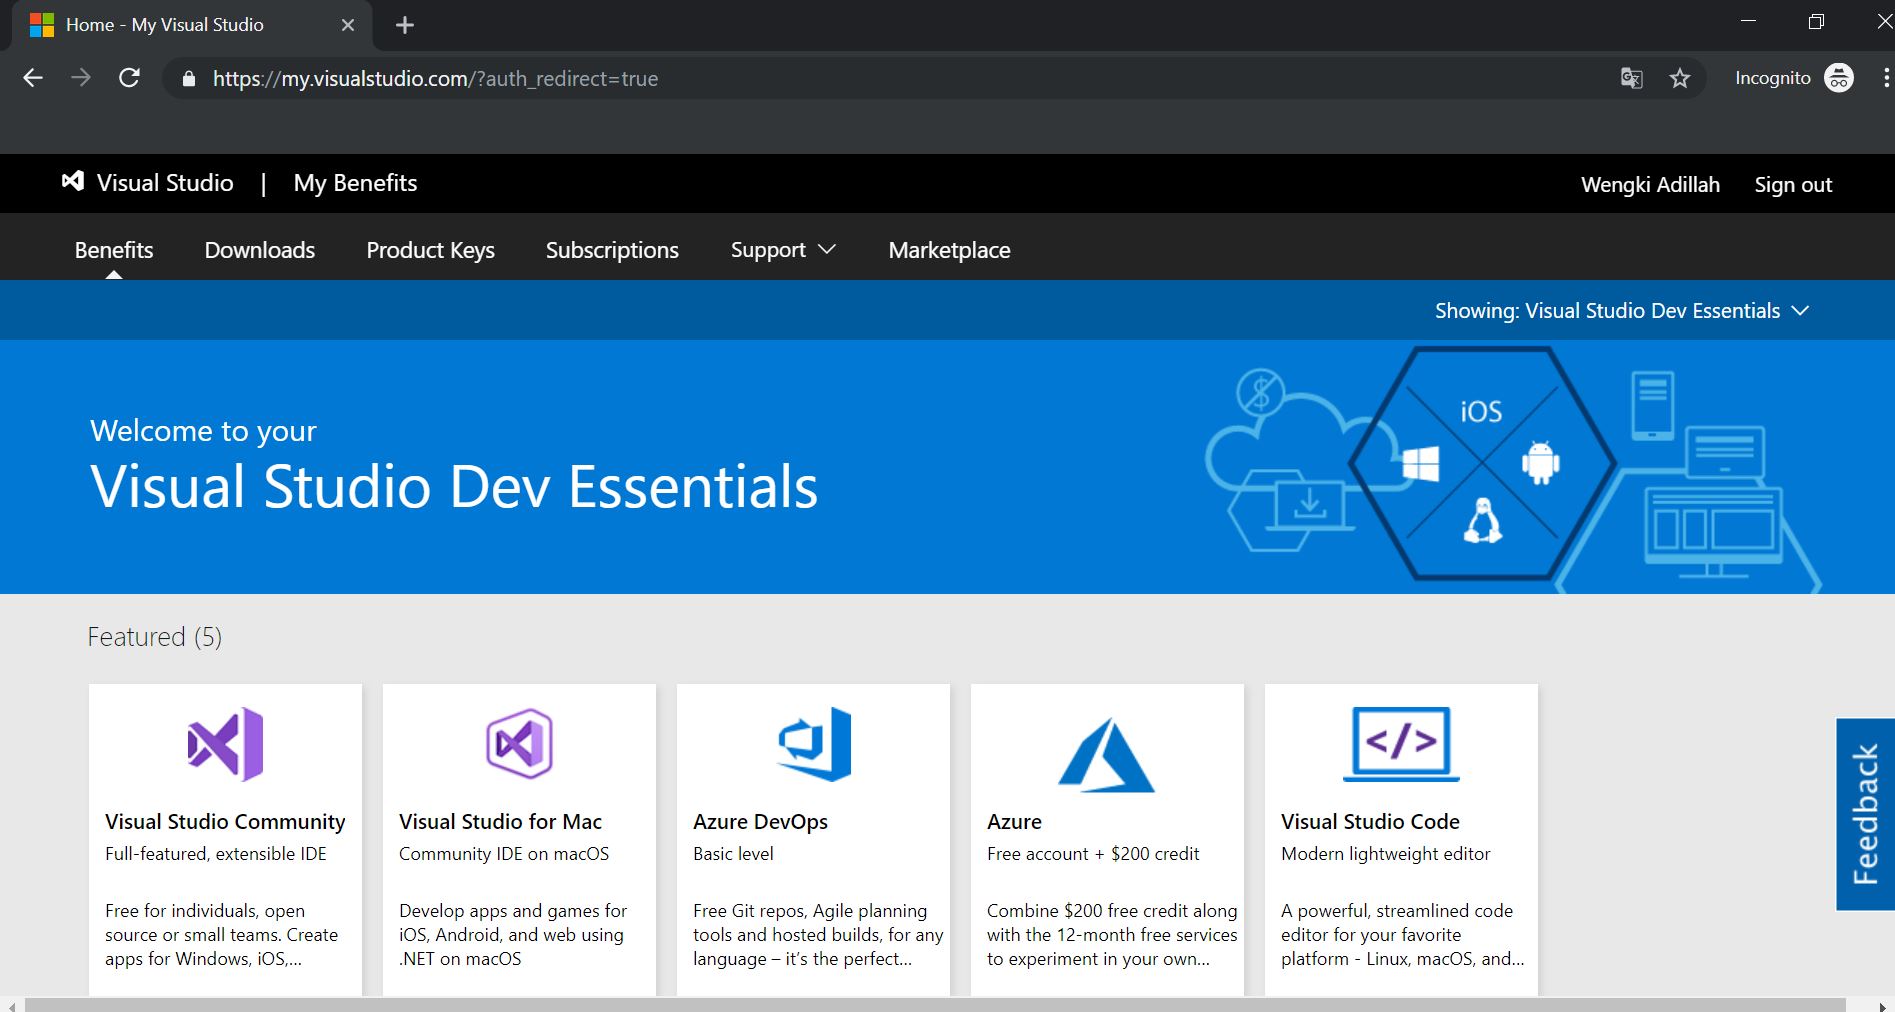 Home - My Visual Studio
https://my.visualstudio.com/?auth_redirect=true
Incognito
Visual Studio | My Benefits
Wengki Adillah Sign out
Benefits Downloads Product Keys Subscriptions Support Marketplace
Showing: Visual Studio Dev Essentials
Welcome to your
Visual Studio Dev Essentials
iOS
Featured (5)
Visual Studio Community
Full-featured, extensible IDE
Free for individuals, open
source or small teams. Create
apps for Windows, iOS,...
Visual Studio for Mac
Community IDE on macOS
Develop apps and games for
iOS, Android, and web using
.NET on macOS
Azure DevOps
Basic level
Free Git repos, Agile planning
tools and hosted builds, for any
language – it's the perfect...
Azure
Free account + $200 credit
Combine $200 free credit along
with the 12-month free services
to experiment in your own...
Visual Studio Code
Modern lightweight editor
A powerful, streamlined code
editor for your favorite
platform - Linux, macOS, and...
Feedback